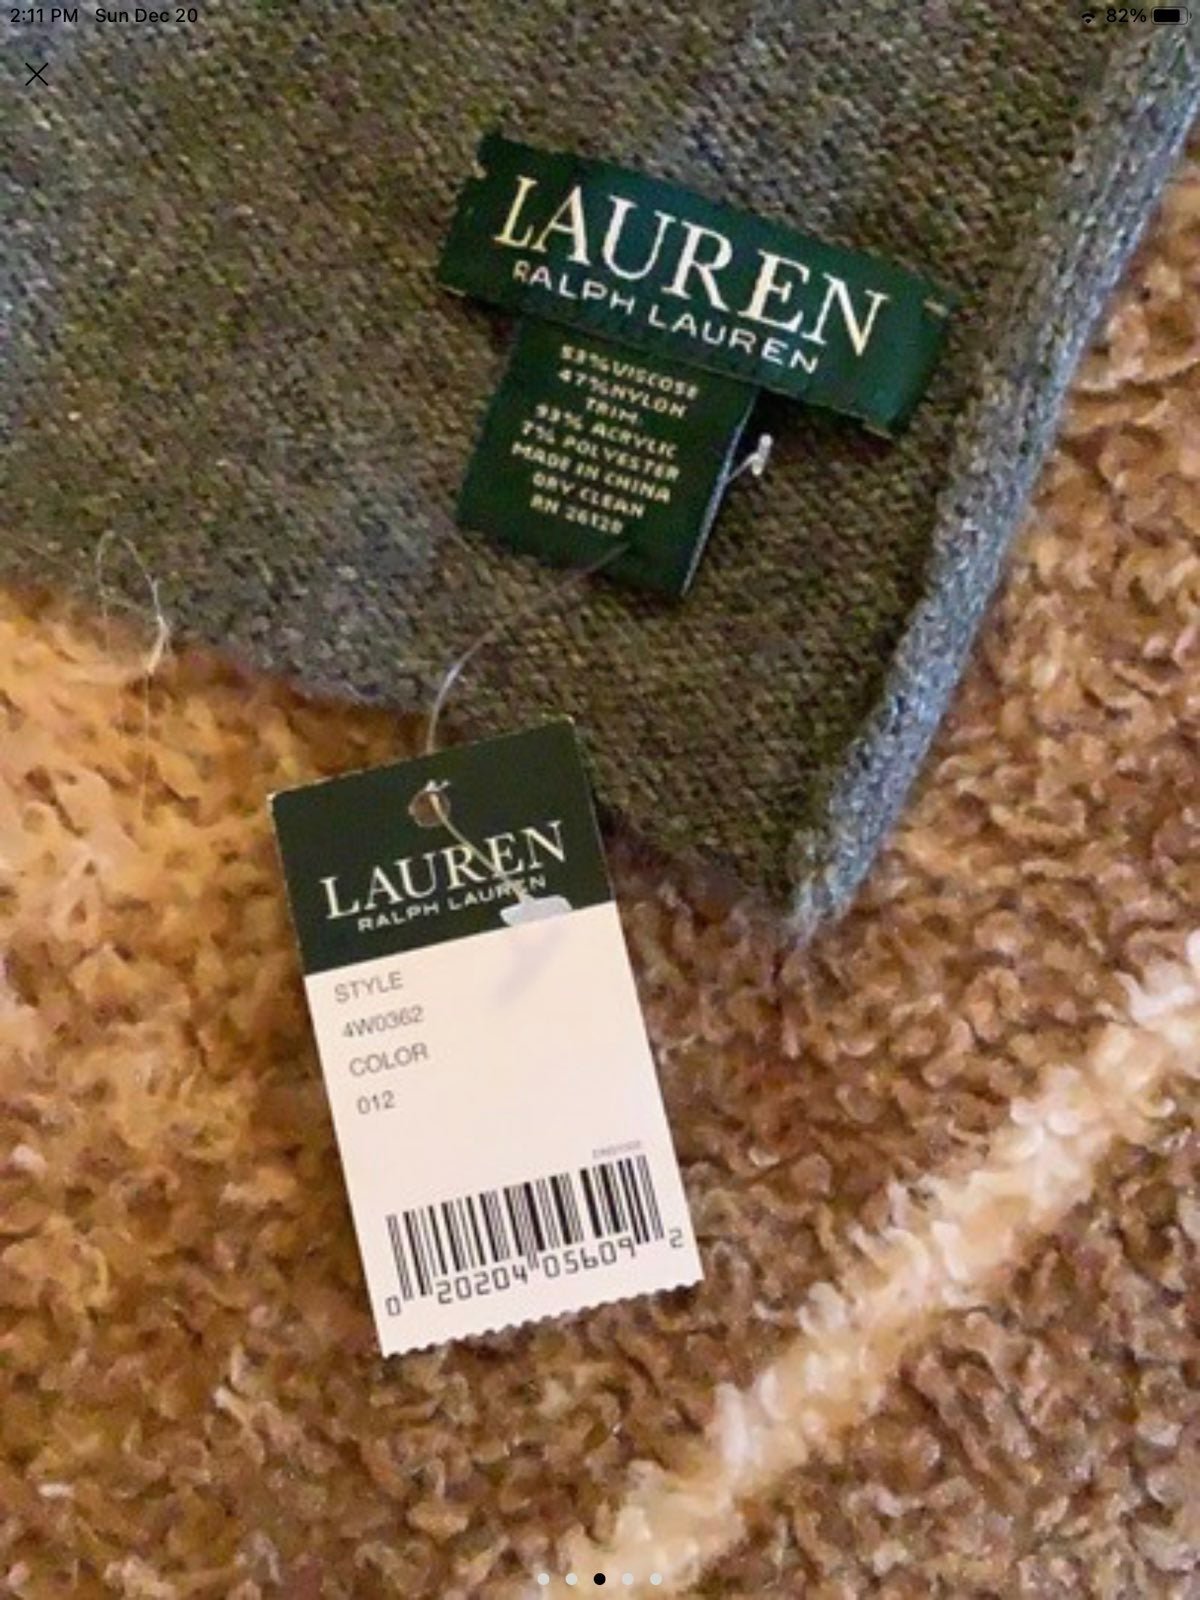 2:11 PM Sun Dec 20
82%
LAUREN
RALPH LAUREN
53% VISCOSE
47% NYLON
TRIM:
93% ACRYLIC
7% POLYESTER
MADE IN CHINA
DRY CLEAN
RN 26128
LAUREN
RALPH LAUREN
STYLE
4W0362
COLOR
012
0 20204 05609 2